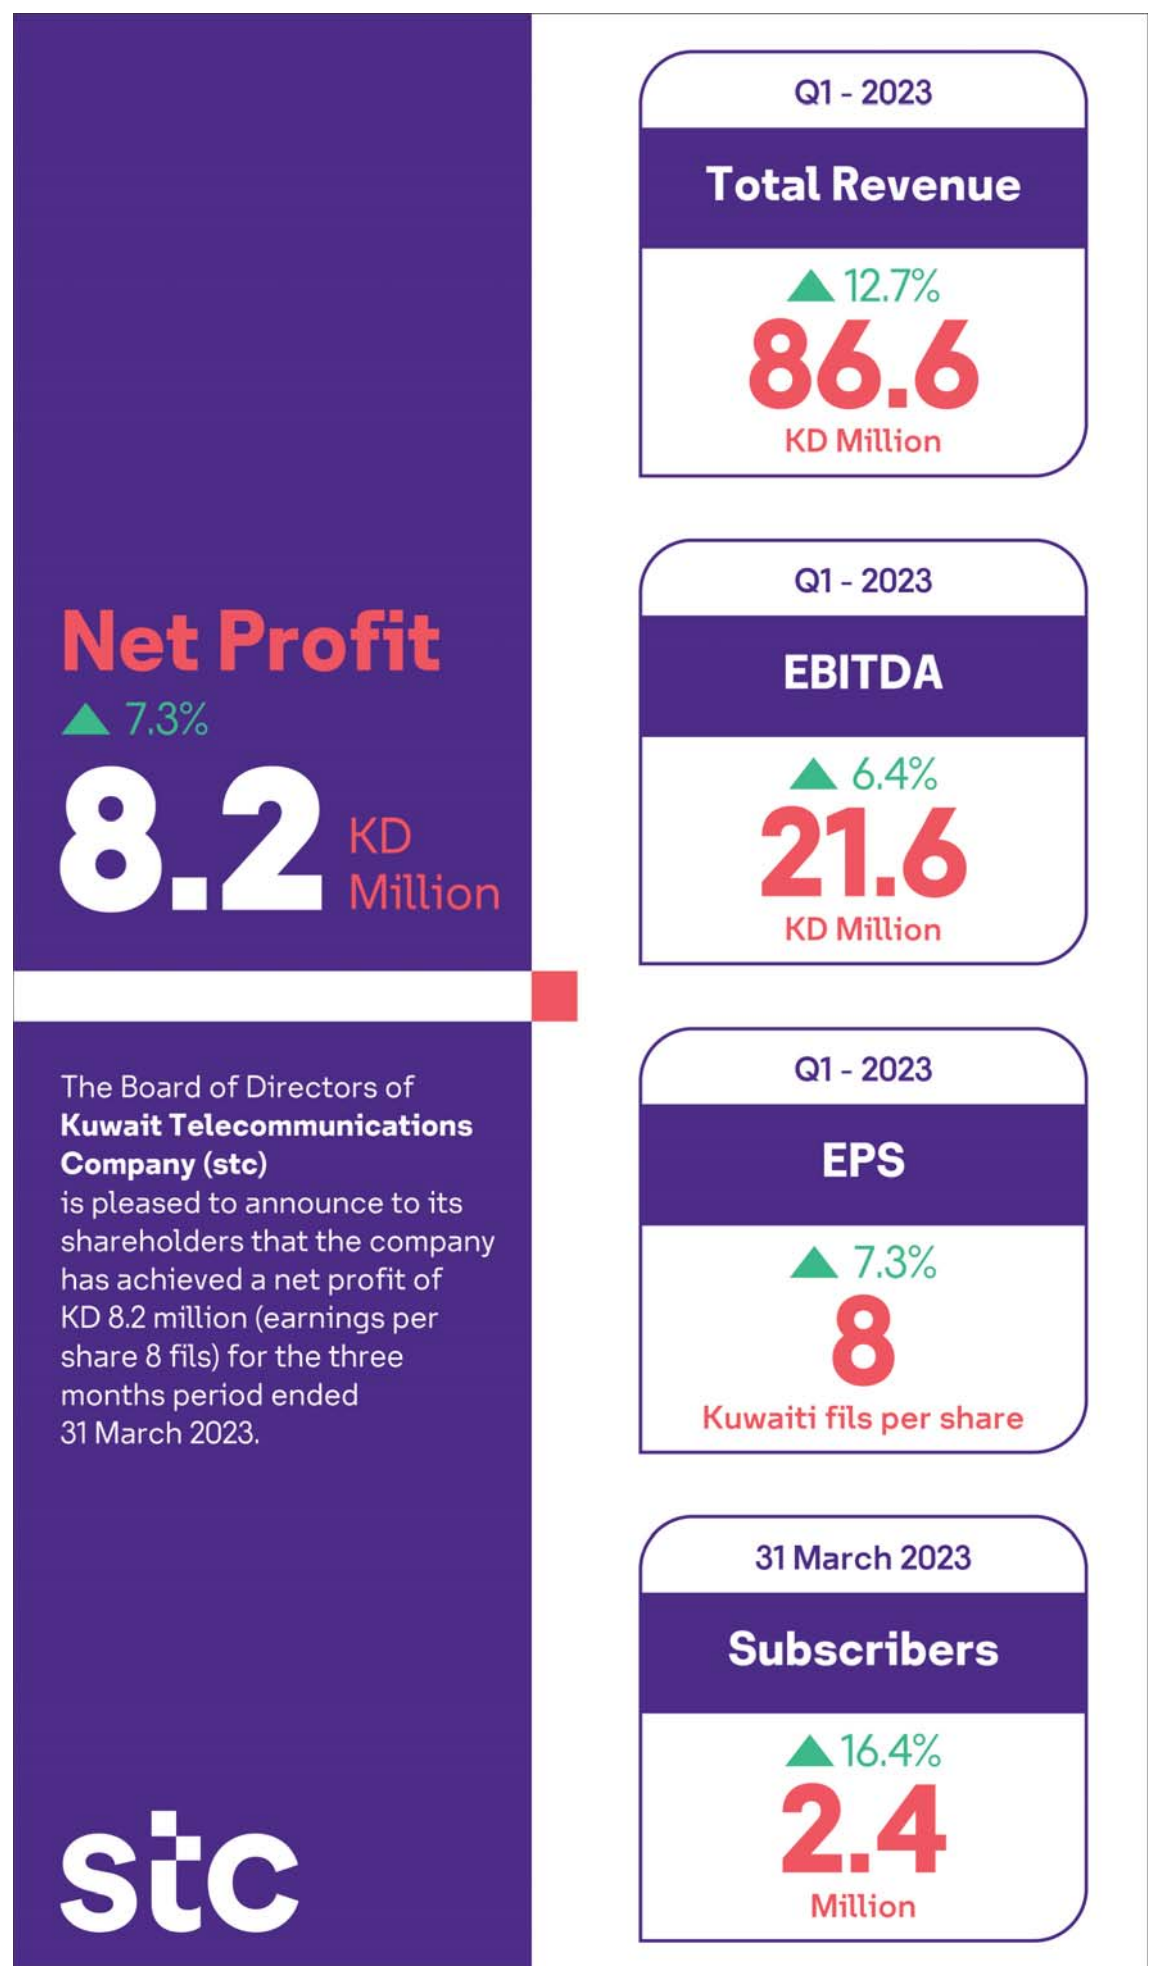 Net Profit
▲ 7.3%
8.2 KD Million
The Board of Directors of
Kuwait Telecommunications
Company (stc)
is pleased to announce to its
shareholders that the company
has achieved a net profit of
KD 8.2 million (earnings per
share 8 fils) for the three
months period ended
31 March 2023.
stc
Q1 - 2023
Total Revenue
▲ 12.7%
86.6
KD Million
Q1 - 2023
EBITDA
▲ 6.4%
21.6
KD Million
Q1 - 2023
EPS
▲ 7.3%
8
Kuwaiti fils per share
31 March 2023
Subscribers
▲ 16.4%
2.4
Million